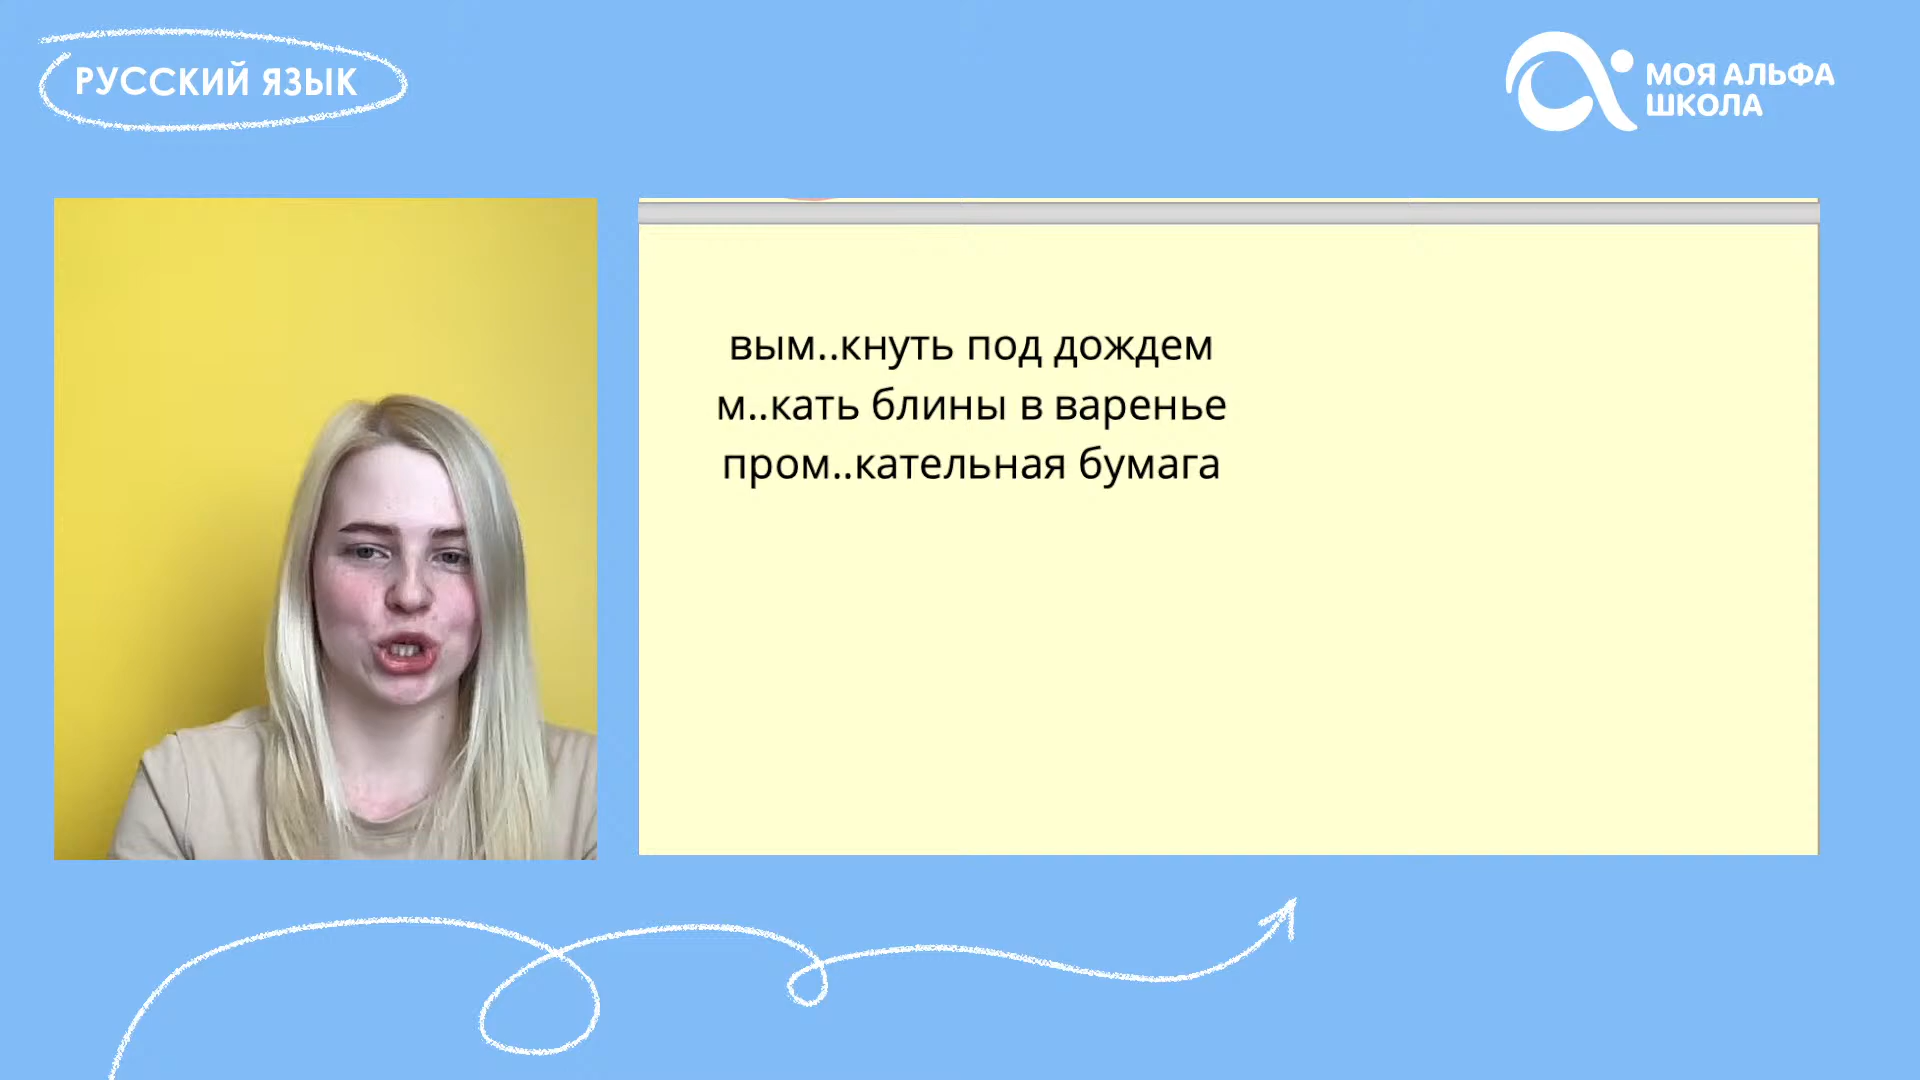 РУССКИЙ ЯЗЫК
МОЯ АЛЬФА
ШКОЛА
вым..кнуть под дождем
м..кать блины в варенье
пром..кательная бумага